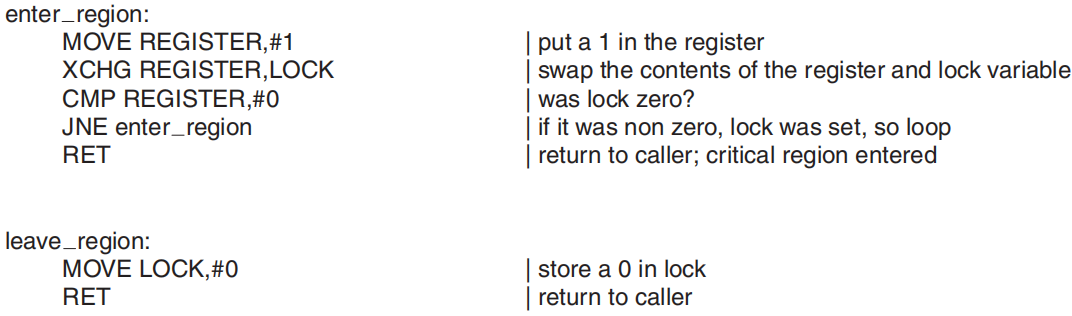 enter_region:
MOVE REGISTER,#1 | put a 1 in the register
XCHG REGISTER,LOCK | swap the contents of the register and lock variable
CMP REGISTER,#0 | was lock zero?
JNE enter_region | if it was non zero, lock was set, so loop
RET | return to caller; critical region entered
leave_region:
MOVE LOCK,#0 | store a 0 in lock
RET | return to caller